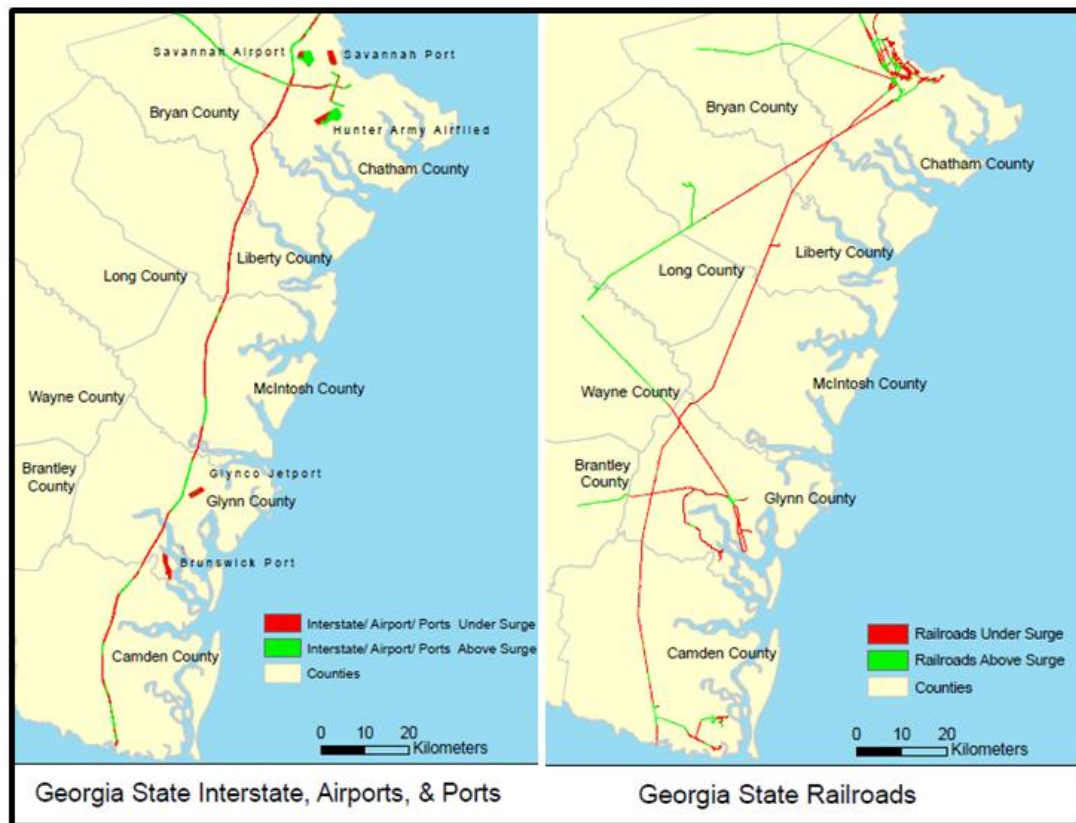 Savannan Airport
Savannah Port
Bryan County
Hunter Army Airfiled
Chatham County
Liberty County
Long County
McIntosh County
Wayne County
Brantley
County
Glynco Jetport
Glynn County
Brunswick Port
Interstate/ Airport/ Ports Under Surge
Interstate/ Airport/ Ports Above Surge
Counties
Camden County
0 10 20
Kilometers
Georgia State Interstate, Airports, & Ports
Bryan County
Chatham County
Liberty County
Long County
McIntosh County
Wayne County
Brantley
County
Glynn County
Railroads Under Surge
Railroads Above Surge
Counties
Camden County
0 10 20
Kilometers
Georgia State Railroads